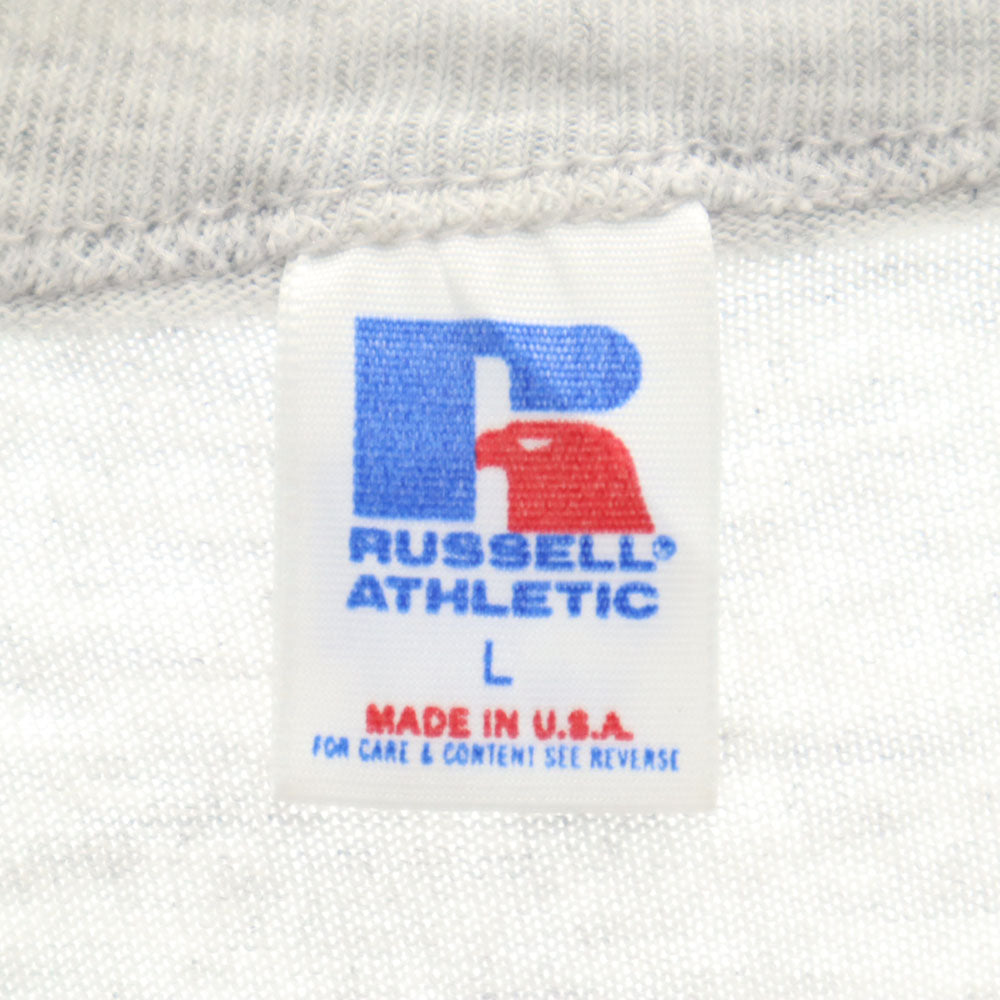 RUSSELL®
ATHLETIC
L
MADE IN U.S.A.
FOR CARE & CONTENT SEE REVERSE